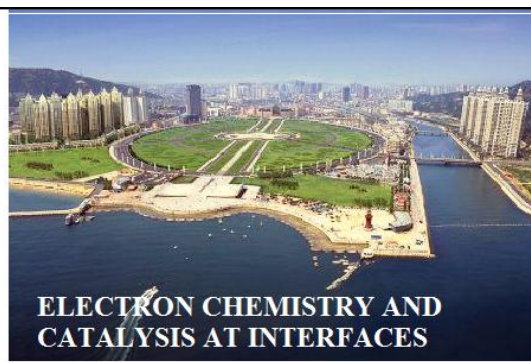 ELECTRON CHEMISTRY AND
CATALYSIS AT INTERFACES